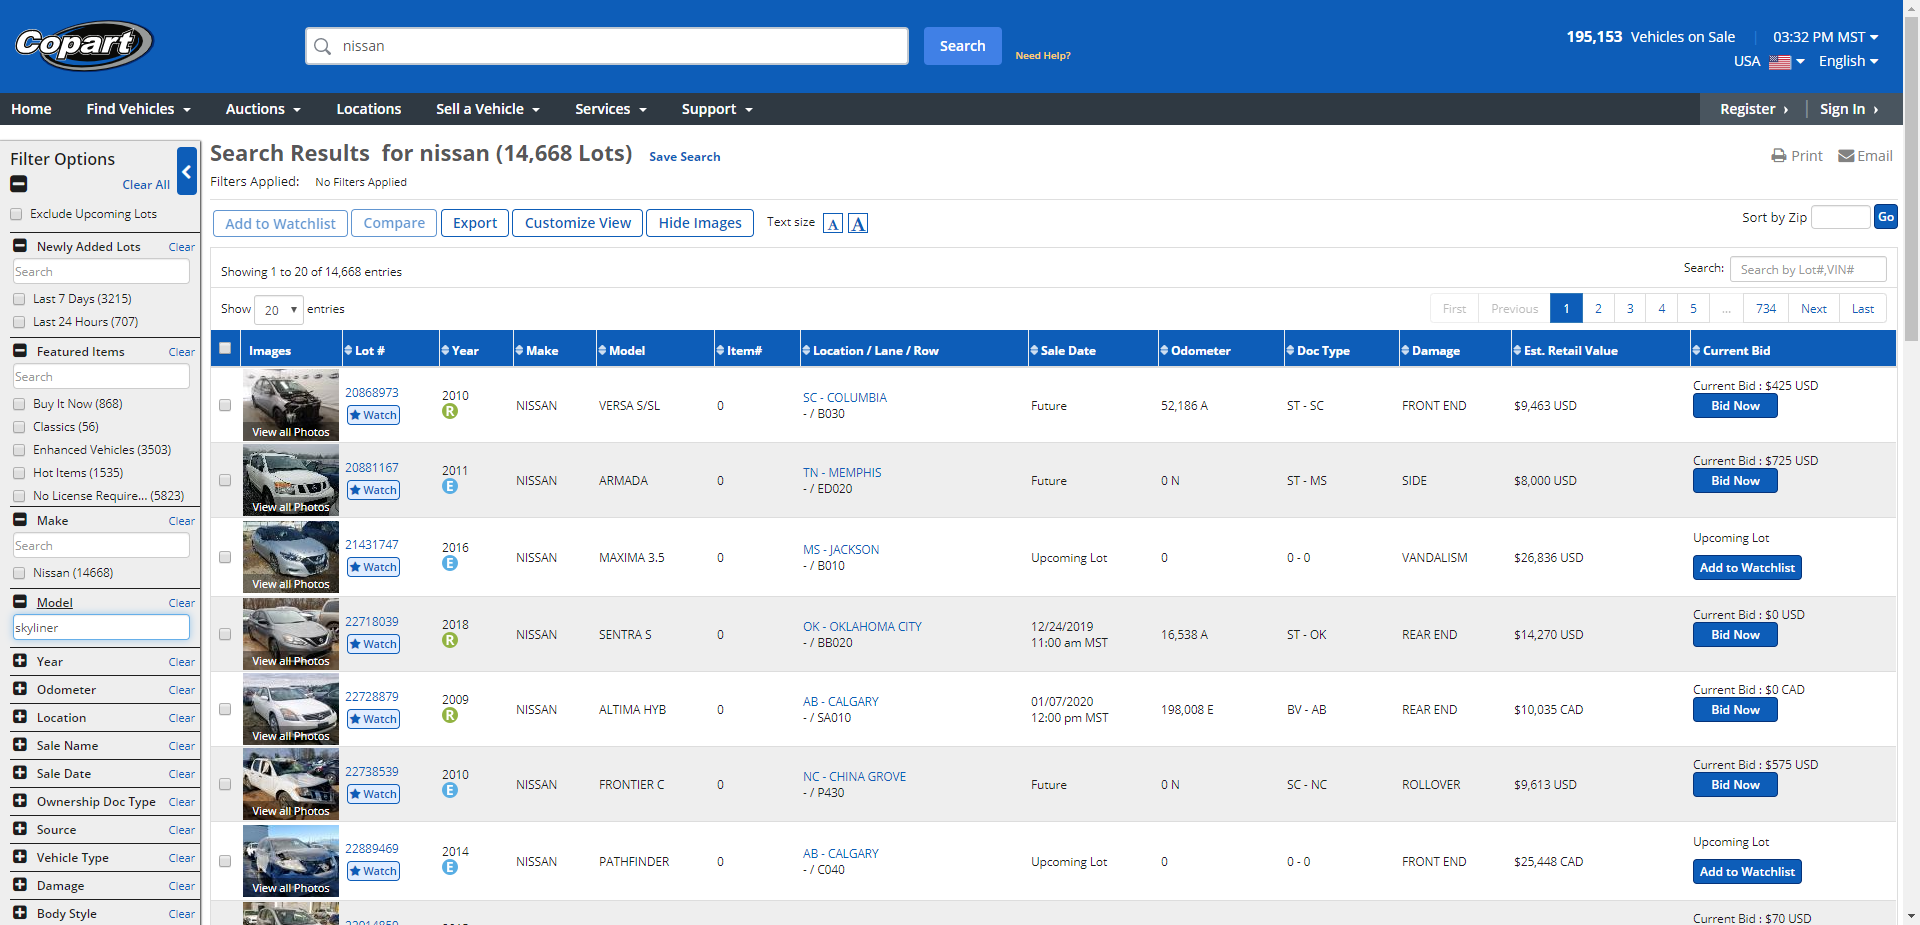 Copart
nissan
Search
Need Help?
195,153 Vehicles on Sale
03:32 PM MST
USA
English
Home
Find Vehicles
Auctions
Locations
Sell a Vehicle
Services
Support
Register ›
Sign In ›
Filter Options
Clear All
Exclude Upcoming Lots
Newly Added Lots Clear
Search
Last 7 Days (3215)
Last 24 Hours (707)
Featured Items Clear
Search
Buy It Now (868)
Classics (56)
Enhanced Vehicles (3503)
Hot Items (1535)
No License Require... (5823)
Make Clear
Search
Nissan (14668)
Model Clear
skyliner
Year Clear
Odometer Clear
Location Clear
Sale Name Clear
Sale Date Clear
Ownership Doc Type Clear
Source Clear
Vehicle Type Clear
Damage Clear
Body Style Clear
Search Results for nissan (14,668 Lots) Save Search
Print Email
Filters Applied: No Filters Applied
Add to Watchlist Compare Export Customize View Hide Images Text size A A
Sort by Zip Go
Showing 1 to 20 of 14,668 entries
Search: Search by Lot#,VIN#
Show 20 entries
First Previous 1 2 3 4 5 ... 734 Next Last
Images Lot # Year Make Model Item# Location / Lane / Row Sale Date Odometer Doc Type Damage Est. Retail Value Current Bid
View all Photos
20868973
Watch
2010
R
NISSAN VERSA S/SL 0
SC - COLUMBIA
- / B030
Future 52,186 A ST - SC FRONT END $9,463 USD
Current Bid : $425 USD
Bid Now
View all Photos
20881167
Watch
2011
E
NISSAN ARMADA 0
TN - MEMPHIS
- / ED020
Future 0 N ST - MS SIDE $8,000 USD
Current Bid : $725 USD
Bid Now
View all Photos
21431747
Watch
2016
E
NISSAN MAXIMA 3.5 0
MS - JACKSON
- / B010
Upcoming Lot 0 0 - 0 VANDALISM $26,836 USD
Upcoming Lot
Add to Watchlist
View all Photos
22718039
Watch
2018
R
NISSAN SENTRA S 0
OK - OKLAHOMA CITY
- / BB020
12/24/2019
11:00 am MST
16,538 A ST - OK REAR END $14,270 USD
Current Bid : $0 USD
Bid Now
View all Photos
22728879
Watch
2009
R
NISSAN ALTIMA HYB 0
AB - CALGARY
- / SA010
01/07/2020
12:00 pm MST
198,008 E BV - AB REAR END $10,035 CAD
Current Bid : $0 CAD
Bid Now
View all Photos
22738539
Watch
2010
E
NISSAN FRONTIER C 0
NC - CHINA GROVE
- / P430
Future 0 N SC - NC ROLLOVER $9,613 USD
Current Bid : $575 USD
Bid Now
View all Photos
22889469
Watch
2014
E
NISSAN PATHFINDER 0
AB - CALGARY
- / C040
Upcoming Lot 0 0 - 0 FRONT END $25,448 CAD
Upcoming Lot
Add to Watchlist
Current Bid : $70 USD